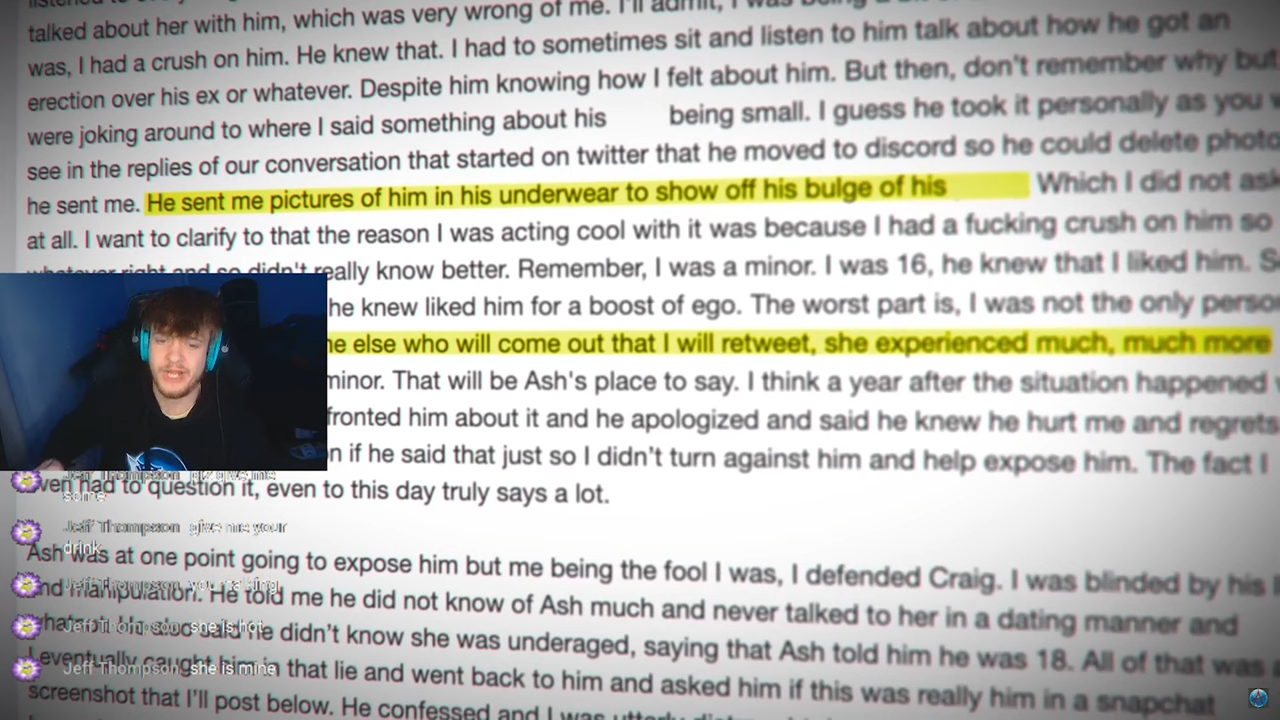 talked about her with him, which was very wrong of me. I'll admit, I was
was, I had a crush on him. He knew that. I had to sometimes sit and listen to him talk about how he got an
erection over his ex or whatever. Despite him knowing how I felt about him. But then, don't remember why but
were joking around to where I said something about his being small. I guess he took it personally as you
see in the replies of our conversation that started on twitter that he moved to discord so he could delete photo
he sent me. He sent me pictures of him in his underwear to show off his bulge of his Which I did not ask
at all. I want to clarify to that the reason I was acting cool with it was because I had a fucking crush on him so
whatever right and so didn't really know better. Remember, I was a minor. I was 16, he knew that I liked him.
he knew liked him for a boost of ego. The worst part is, I was not the only perso
e else who will come out that I will retweet, she experienced much, much more
minor. That will be Ash's place to say. I think a year after the situation happened
fronted him about it and he apologized and said he knew he hurt me and regrets
n if he said that just so I didn't turn against him and help expose him. The fact I
even had to question it, even to this day truly says a lot.
Ash was at one point going to expose him but me being the fool I was, I defended Craig. I was blinded by his
and manipulation. He told me he did not know of Ash much and never talked to her in a dating manner and
he didn't know she was underaged, saying that Ash told him he was 18. All of that was
I eventually caught him in that lie and went back to him and asked him if this was really him in a snapchat
screenshot that I'll post below. He confessed and I was utterly
Jeff Thompson give me
some
Jeff Thompson give me your
drink
Jeff Thompson you talking
Jeff Thompson she is hot
Jeff Thompson she is mine